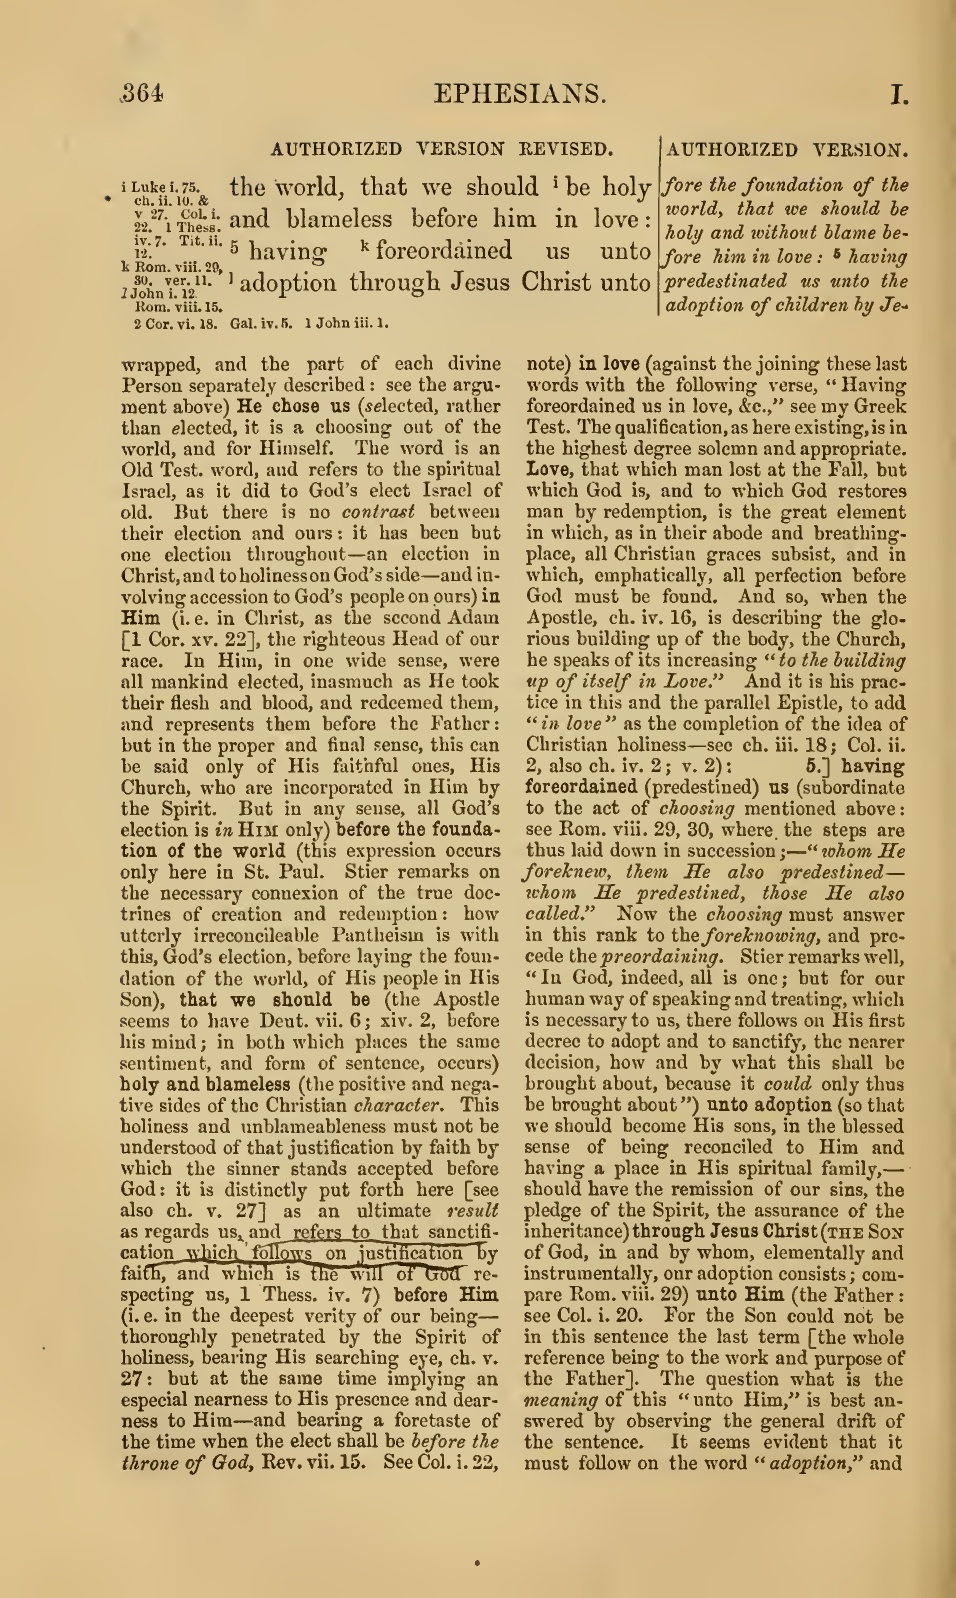 364
EPHESIANS.
I.
AUTHORIZED VERSION REVISED.
i Luke i. 75.
ch. ii. 10. &
v 27. Col. i.
22. 1 Thess.
iv. 7. Tit. ii.
12.
k Rom. viii. 29,
30. ver. 11.
l John i. 12.
Rom. viii. 15.
2 Cor. vi. 18. Gal. iv. 5. 1 John iii. 1.
the world, that we should i be holy
and blameless before him in love :
5 having k foreordained us unto
l adoption through Jesus Christ unto
AUTHORIZED VERSION.
fore the foundation of the
world, that we should be
holy and without blame be-
fore him in love : 5 having
predestinated us unto the
adoption of children by Je-
wrapped, and the part of each divine
Person separately described : see the argu-
ment above) He chose us (selected, rather
than elected, it is a choosing out of the
world, and for Himself. The word is an
Old Test. word, and refers to the spiritual
Israel, as it did to God's elect Israel of
old. But there is no contrast between
their election and ours : it has been but
one election throughout—an election in
Christ, and to holiness on God's side—and in-
volving accession to God's people on ours) in
Him (i. e. in Christ, as the second Adam
[1 Cor. xv. 22], the righteous Head of our
race. In Him, in one wide sense, were
all mankind elected, inasmuch as He took
their flesh and blood, and redeemed them,
and represents them before the Father :
but in the proper and final sense, this can
be said only of His faithful ones, His
Church, who are incorporated in Him by
the Spirit. But in any sense, all God's
election is in HIM only) before the founda-
tion of the world (this expression occurs
only here in St. Paul. Stier remarks on
the necessary connexion of the true doc-
trines of creation and redemption : how
utterly irreconcileable Pantheism is with
this, God's election, before laying the foun-
dation of the world, of His people in His
Son), that we should be (the Apostle
seems to have Deut. vii. 6 ; xiv. 2, before
his mind ; in both which places the same
sentiment, and form of sentence, occurs)
holy and blameless (the positive and nega-
tive sides of the Christian character. This
holiness and unblameableness must not be
understood of that justification by faith by
which the sinner stands accepted before
God : it is distinctly put forth here [see
also ch. v. 27] as an ultimate result
as regards us, and refers to that sanctifi-
cation which follows on justification by
faith, and which is the will of God re-
specting us, 1 Thess. iv. 7) before Him
(i. e. in the deepest verity of our being—
thoroughly penetrated by the Spirit of
holiness, bearing His searching eye, ch. v.
27 : but at the same time implying an
especial nearness to His presence and dear-
ness to Him—and bearing a foretaste of
the time when the elect shall be before the
throne of God, Rev. vii. 15. See Col. i. 22,
note) in love (against the joining these last
words with the following verse, “ Having
foreordained us in love, &c.,” see my Greek
Test. The qualification, as here existing, is in
the highest degree solemn and appropriate.
Love, that which man lost at the Fall, but
which God is, and to which God restores
man by redemption, is the great element
in which, as in their abode and breathing-
place, all Christian graces subsist, and in
which, emphatically, all perfection before
God must be found. And so, when the
Apostle, ch. iv. 16, is describing the glo-
rious building up of the body, the Church,
he speaks of its increasing “ to the building
up of itself in Love.” And it is his prac-
tice in this and the parallel Epistle, to add
“ in love ” as the completion of the idea of
Christian holiness—see ch. iii. 18 ; Col. ii.
2, also ch. iv. 2 ; v. 2) : 5.] having
foreordained (predestined) us (subordinate
to the act of choosing mentioned above :
see Rom. viii. 29, 30, where the steps are
thus laid down in succession ;—“ whom He
foreknew, them He also predestined—
whom He predestined, those He also
called.” Now the choosing must answer
in this rank to the foreknowing, and pre-
cede the preordaining. Stier remarks well,
“ In God, indeed, all is one ; but for our
human way of speaking and treating, which
is necessary to us, there follows on His first
decree to adopt and to sanctify, the nearer
decision, how and by what this shall be
brought about, because it could only thus
be brought about ”) unto adoption (so that
we should become His sons, in the blessed
sense of being reconciled to Him and
having a place in His spiritual family,—
should have the remission of our sins, the
pledge of the Spirit, the assurance of the
inheritance) through Jesus Christ (THE SON
of God, in and by whom, elementally and
instrumentally, our adoption consists ; com-
pare Rom. viii. 29) unto Him (the Father :
see Col. i. 20. For the Son could not be
in this sentence the last term [the whole
reference being to the work and purpose of
the Father]. The question what is the
meaning of this “ unto Him,” is best an-
swered by observing the general drift of
the sentence. It seems evident that it
must follow on the word “ adoption,” and